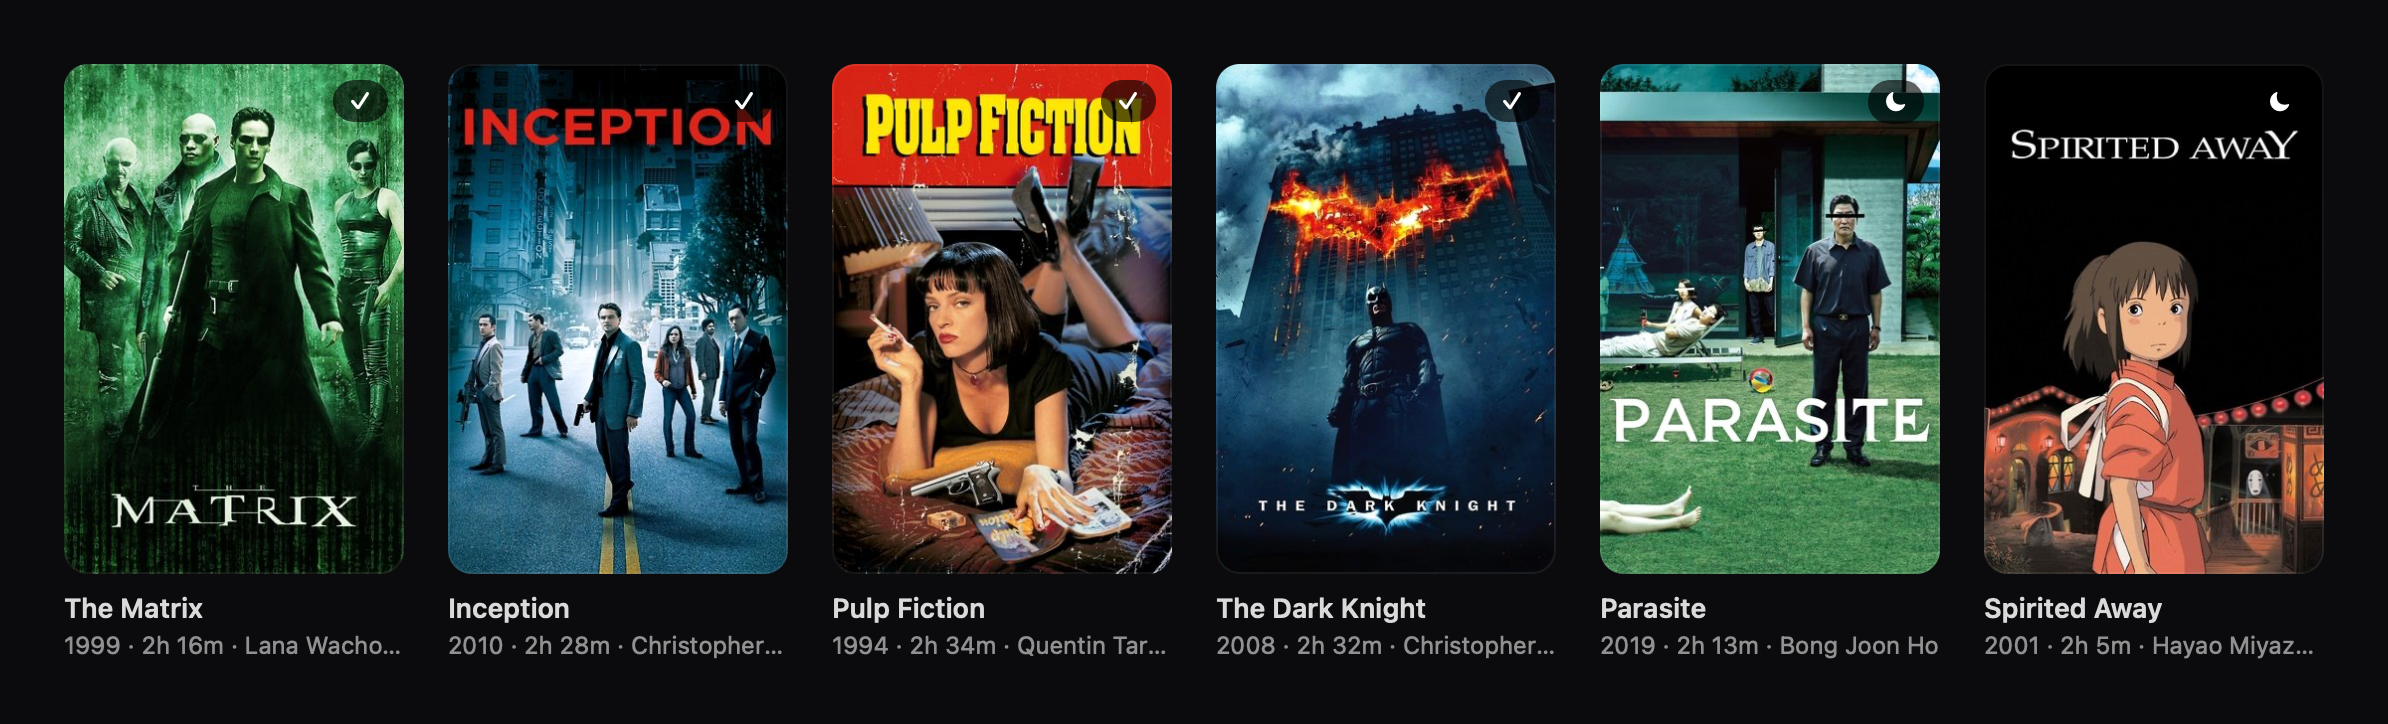 INCEPTION
PULP FICTION
SPIRITED AWAY
PARASITE
THE
MATRIX
THE DARK KNIGHT
The Matrix
1999 · 2h 16m · Lana Wacho...
Inception
2010 · 2h 28m · Christopher...
Pulp Fiction
1994 · 2h 34m · Quentin Tar...
The Dark Knight
2008 · 2h 32m · Christopher...
Parasite
2019 · 2h 13m · Bong Joon Ho
Spirited Away
2001 · 2h 5m · Hayao Miyaz...